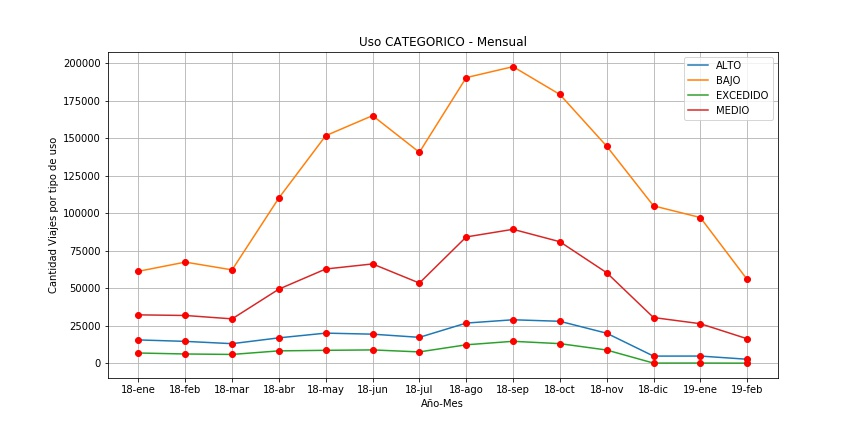 Uso CATEGORICO - Mensual
ALTO
BAJO
EXCEDIDO
MEDIO
Cantidad Viajes por tipo de uso
200000
175000
150000
125000
100000
75000
50000
25000
0
18-ene 18-feb 18-mar 18-abr 18-may 18-jun 18-jul 18-ago 18-sep 18-oct 18-nov 18-dic 19-ene 19-feb
Año-Mes